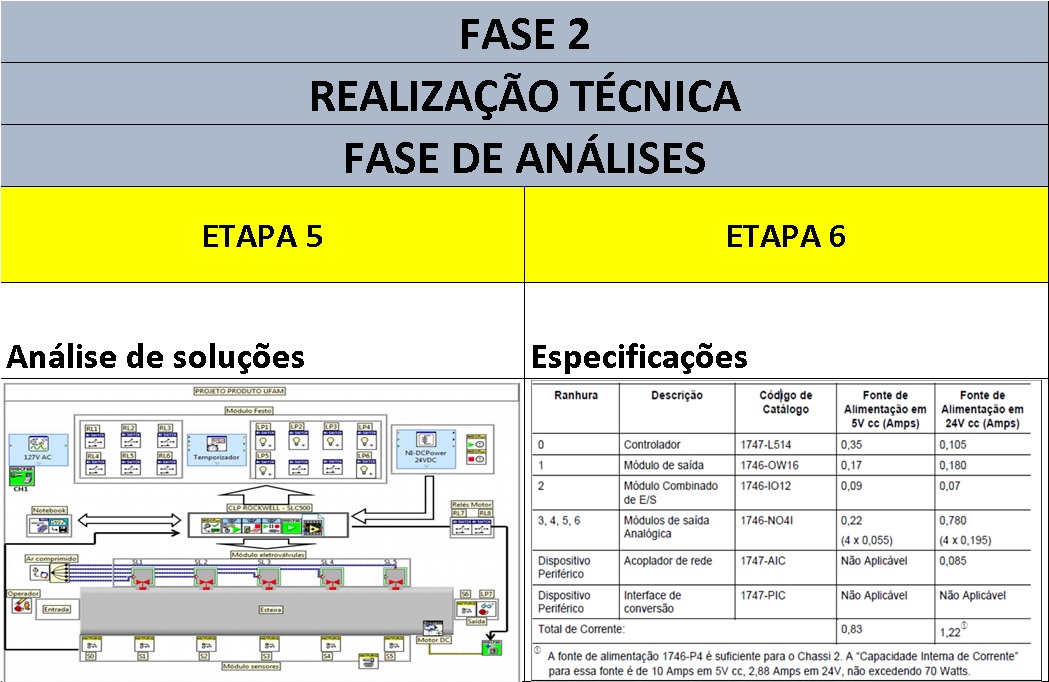 FASE 2
REALIZAÇÃO TÉCNICA
FASE DE ANÁLISES
ETAPA 5
ETAPA 6
Análise de soluções
Especificações
PROJETO PRODUTO UFAM
Módulo Festo
RL1 RL2 RL3
RL4 RL5 RL6
127V AC
CH1
Temporizador
LP1 LP2 LP3 LP4
LP5 LP6
NI-DCPower
24VDC
CLP ROCKWELL - SLC500
Notebook
Relés Motor
RL7 RL8
Módulo eletroválvulas
Ar comprimido
SL1 SL2 SL3 SL4
Operador
Entrada
Esteira
S6 LP7
Saída
Motor DC
S0 S1 S2 S3 S4 S5
Módulo sensores
Ranhura Descrição Código de Catálogo Fonte de Alimentação em 5V cc (Amps) Fonte de Alimentação em 24V cc (Amps)
0 Controlador 1747-L514 0,35 0,105
1 Módulo de saída 1746-OW16 0,17 0,180
2 Módulo Combinado de E/S 1746-IO12 0,09 0,07
3, 4, 5, 6 Módulos de saída Analógica 1746-NO4I 0,22 (4 x 0,055) 0,780 (4 x 0,195)
Dispositivo Periférico Acoplador de rede 1747-AIC Não Aplicável 0,085
Dispositivo Periférico Interface de conversão 1747-PIC Não Aplicável Não Aplicável
Total de Corrente: 0,83 1,22①
① A fonte de alimentação 1746-P4 é suficiente para o Chassi 2. A “Capacidade Interna de Corrente”
para essa fonte é de 10 Amps em 5V cc, 2,88 Amps em 24V, não excedendo 70 Watts.